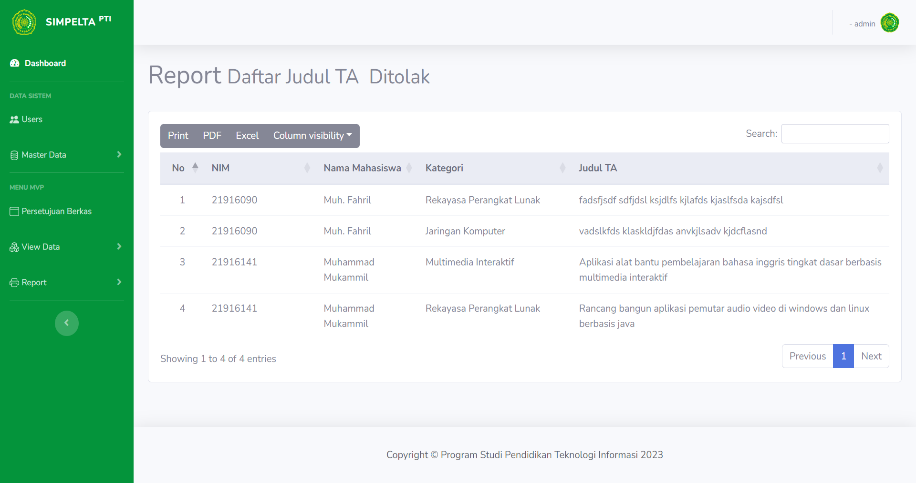 SIMPELTA PTI
- admin
Dashboard
DATA SISTEM
Users
Master Data
MENU MVP
Persetujuan Berkas
View Data
Report
Report Daftar Judul TA Ditolak
Print PDF Excel Column visibility
Search:
No NIM Nama Mahasiswa Kategori Judul TA
1 21916090 Muh. Fahril Rekayasa Perangkat Lunak fadsfjsdf sdfjdsl ksjdlfs kjlafds kjaslfsda kajsdfsl
2 21916090 Muh. Fahril Jaringan Komputer vadslkfds klaskldjfdas anvkjlsadv kjdcflasnd
3 21916141 Muhammad Multimedia Interaktif Aplikasi alat bantu pembelajaran bahasa inggris tingkat dasar berbasis
Mukammil multimedia interaktif
4 21916141 Muhammad Rekayasa Perangkat Lunak Rancang bangun aplikasi pemutar audio video di windows dan linux
Mukammil berbasis java
Showing 1 to 4 of 4 entries
Previous 1 Next
Copyright © Program Studi Pendidikan Teknologi Informasi 2023